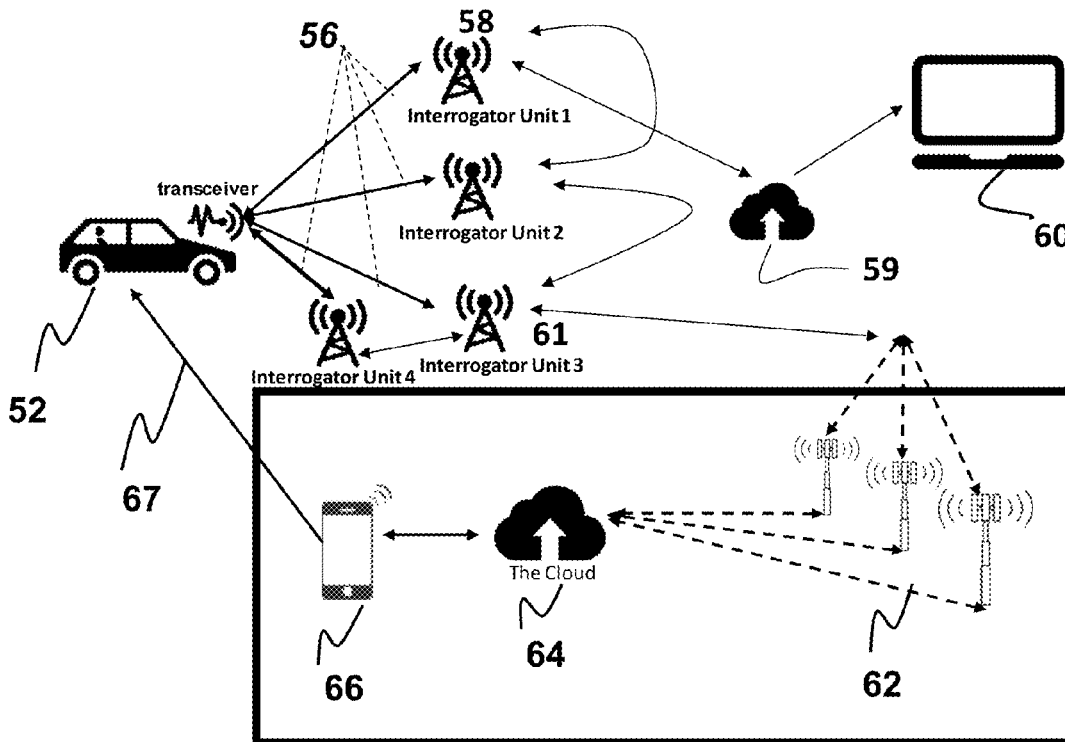 56
58
Interrogator Unit 1
transceiver
Interrogator Unit 2
60
59
61
Interrogator Unit 4
Interrogator Unit 3
52
67
The Cloud
66
64
62